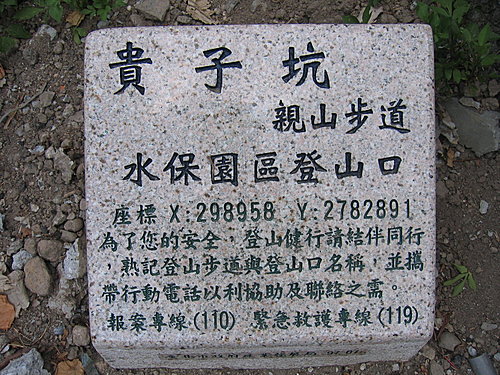 貴子坑
親山步道
水保園區登山口
座標 X:298958 Y:2782891
為了您的安全，登山健行請結伴同行
，熟記登山步道與登山口名稱，並攜
帶行動電話以利協助及聯絡之需。
報案專線(110) 緊急救護專線(119)